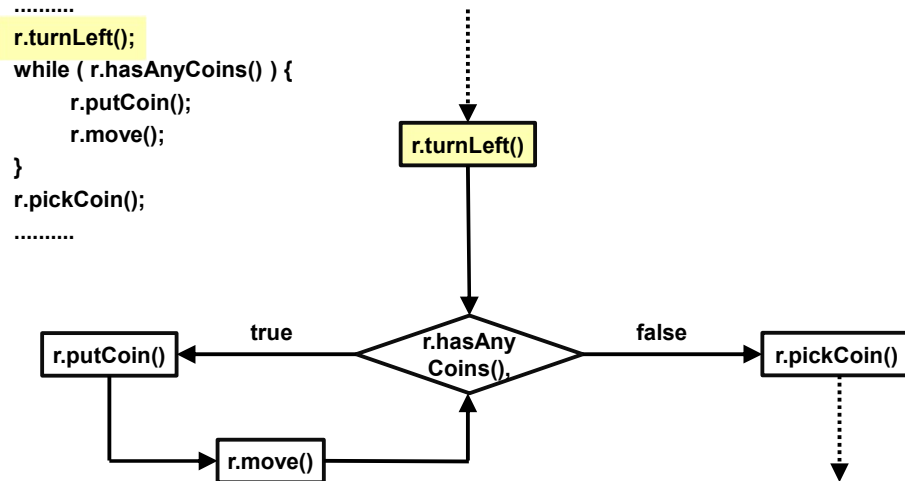 ..........
r.turnLeft();
while ( r.hasAnyCoins() ) {
r.putCoin();
r.move();
}
r.pickCoin();
..........
r.turnLeft()
true
false
r.putCoin()
r.hasAny
Coins(),
r.pickCoin()
r.move()